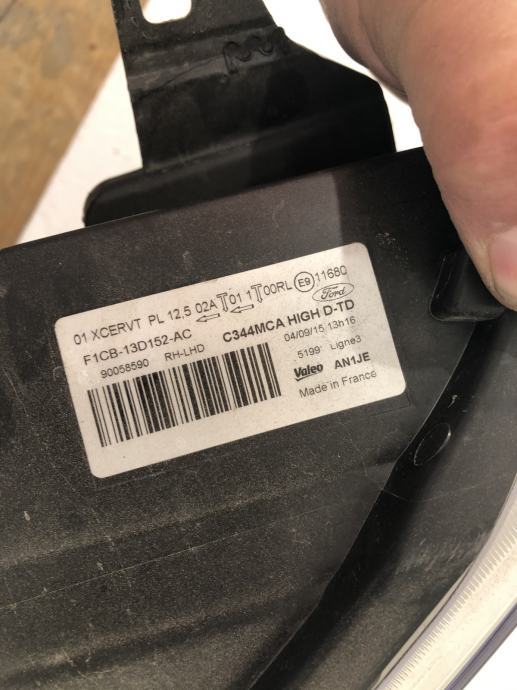 01 XCERVT PL 12,5 02A 01 1 00RL E9 11680
Ford
F1CB-13D152-AC C344MCA HIGH D-TD
90058590 RH-LHD 04/09/15 13h16
5199 Ligne3
Valeo AN1JE
Made in France